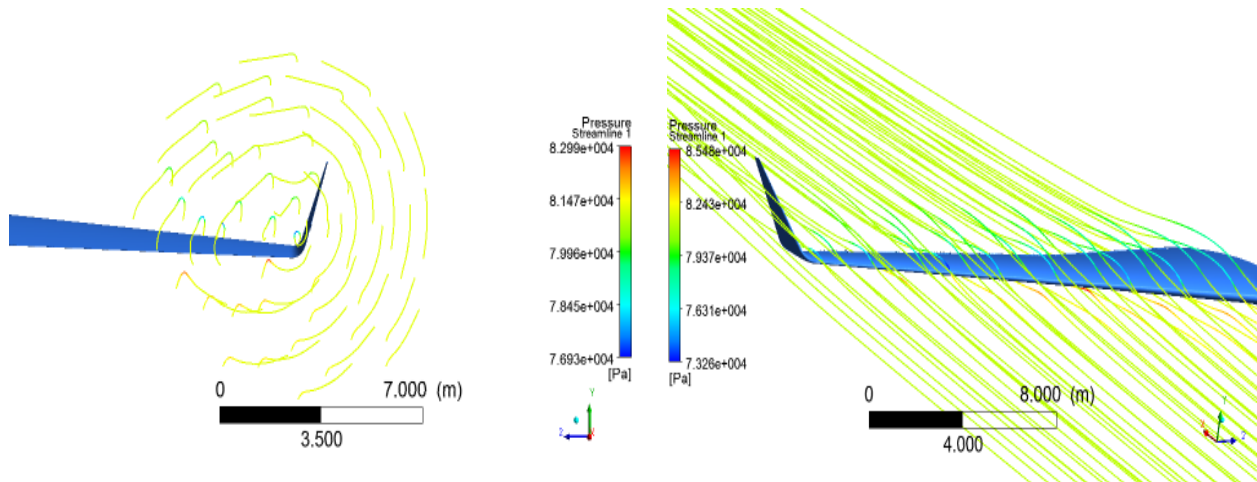 Pressure
Streamline 1
8.299e+004
8.147e+004
7.996e+004
7.845e+004
7.693e+004
[Pa]
0 7.000 (m)
3.500
Y
Z
X
Pressure
Streamline 1
8.548e+004
8.243e+004
7.937e+004
7.631e+004
7.326e+004
[Pa]
0 8.000 (m)
4.000
Y
X
Z